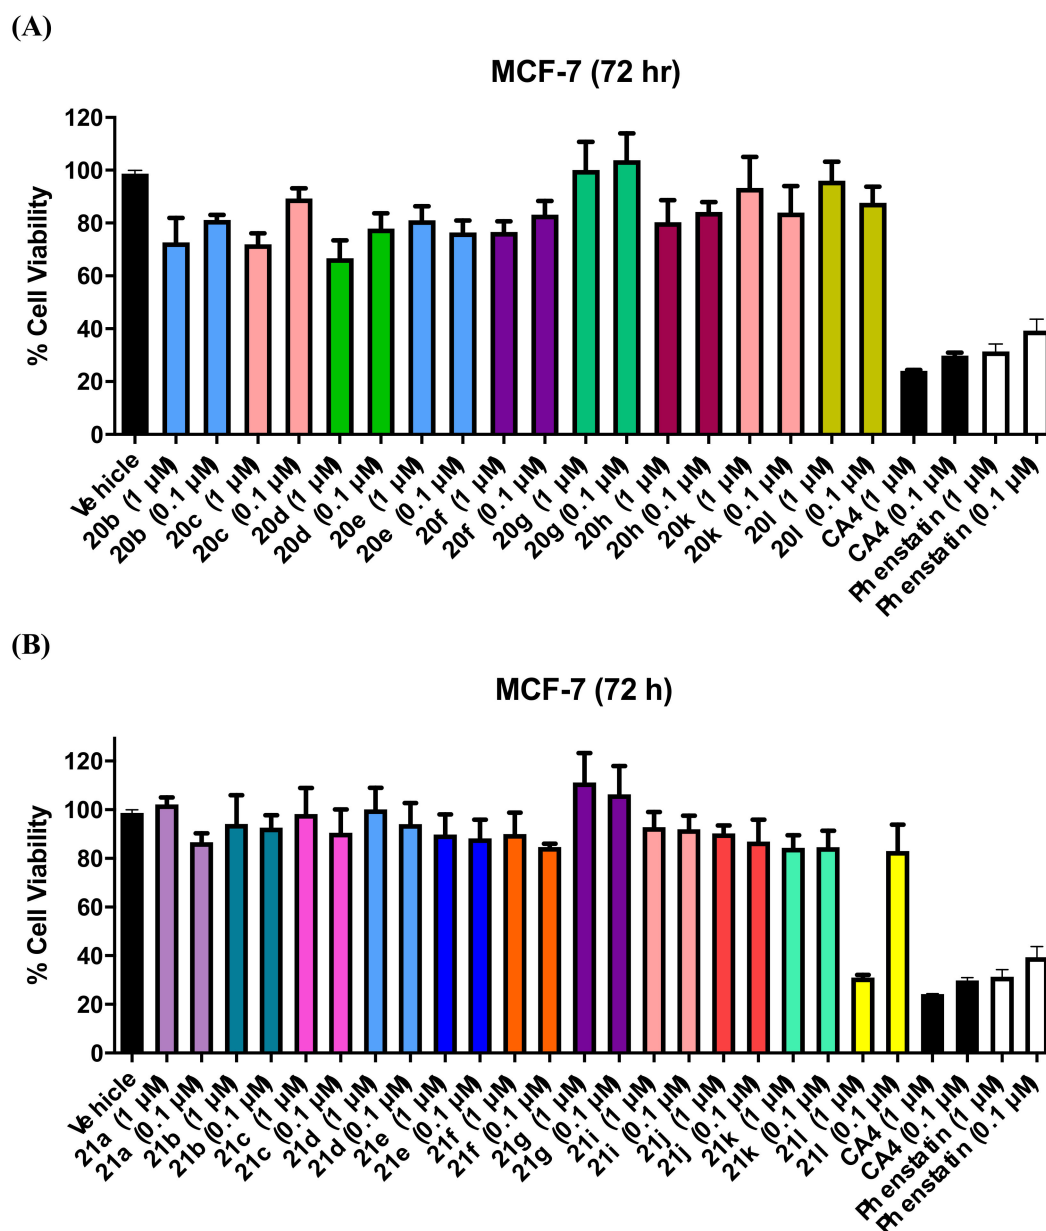 (A)
MCF-7 (72 hr)
% Cell Viability
120
100
80
60
40
20
0
Vehicle
20b (1 µM)
20b (0.1 µM)
20c (1 µM)
20c (0.1 µM)
20d (1 µM)
20d (0.1 µM)
20e (1 µM)
20e (0.1 µM)
20f (1 µM)
20f (0.1 µM)
20g (1 µM)
20g (0.1 µM)
20h (1 µM)
20h (0.1 µM)
20k (1 µM)
20k (0.1 µM)
20l (1 µM)
20l (0.1 µM)
CA4 (1 µM)
CA4 (0.1 µM)
Phenstatin (1 µM)
Phenstatin (0.1 µM)
(B)
MCF-7 (72 h)
% Cell Viability
120
100
80
60
40
20
0
Vehicle
21a (1 µM)
21a (0.1 µM)
21b (1 µM)
21b (0.1 µM)
21c (1 µM)
21c (0.1 µM)
21d (1 µM)
21d (0.1 µM)
21e (1 µM)
21e (0.1 µM)
21f (1 µM)
21f (0.1 µM)
21g (1 µM)
21g (0.1 µM)
21i (1 µM)
21i (0.1 µM)
21j (1 µM)
21j (0.1 µM)
21k (1 µM)
21k (0.1 µM)
21l (1 µM)
21l (0.1 µM)
CA4 (1 µM)
CA4 (0.1 µM)
Phenstatin (1 µM)
Phenstatin (0.1 µM)